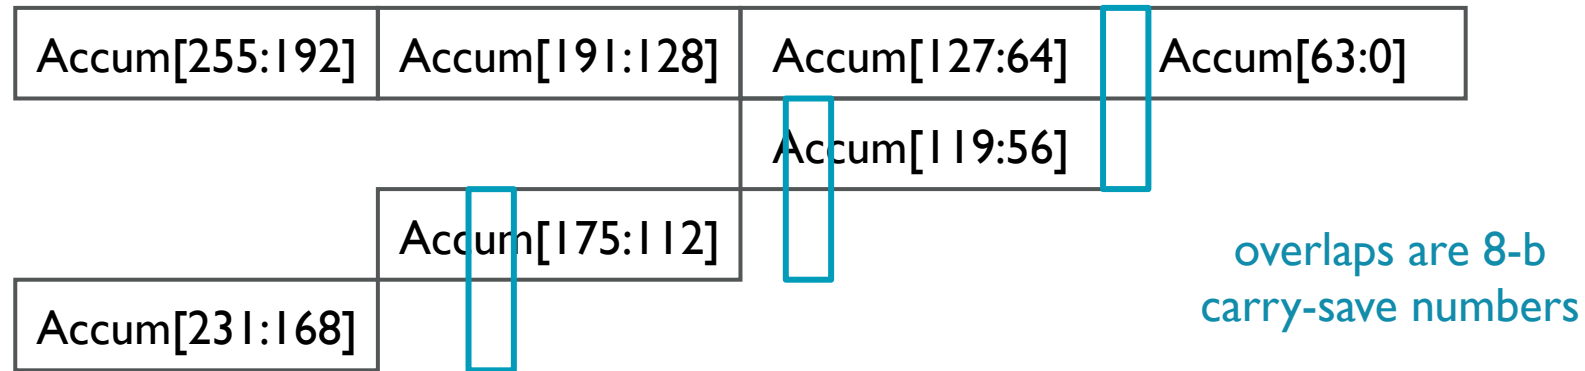 Accum[255:192] Accum[191:128] Accum[127:64] Accum[63:0]
Accum[119:56]
Accum[175:112]
overlaps are 8-b
carry-save numbers
Accum[231:168]